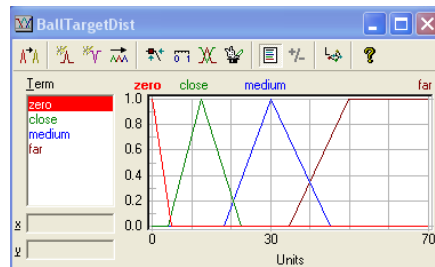 BallTargetDist
Term
zero
close
medium
far
zero close medium far
1.0
0.8
0.6
0.4
0.2
0.0
0 30 70
Units
x
y